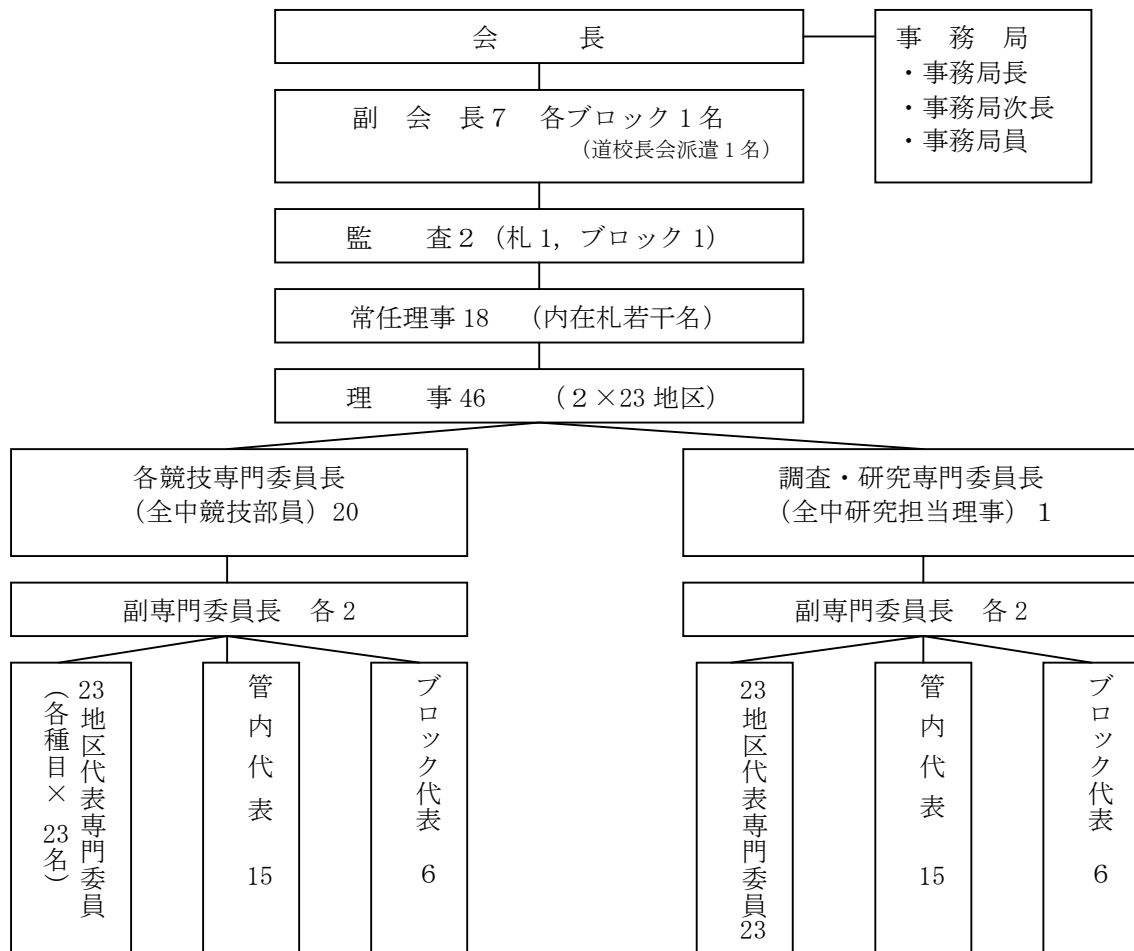 会　　　長
事　務　局
・事務局長
・事務局次長
・事務局員
副　会　長７　各ブロック１名
（道校長会派遣１名）
監　　査２（札1，ブロック1）
常任理事 18　（内在札若干名）
理　　事 46　　（２×23 地区）
各競技専門委員長
（全中競技部員）20
調査・研究専門委員長
（全中研究担当理事）１
副専門委員長　各 2
副専門委員長　各 2
23地区代表専門委員
（各種目×23名）
管内代表　15
ブロック代表　６
23地区代表専門委員23
管内代表　15
ブロック代表　６